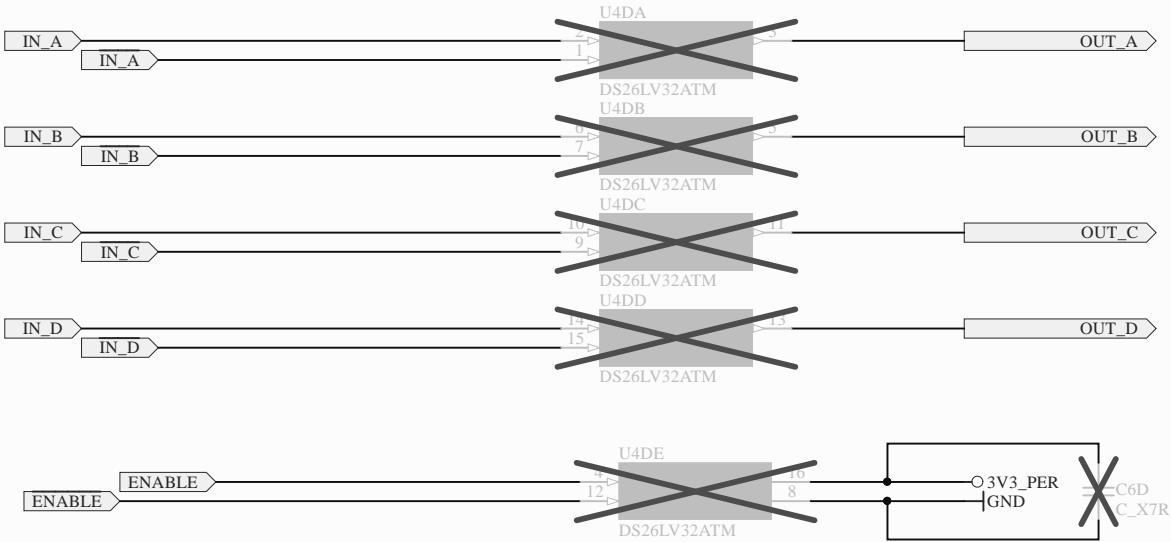 U4DA
IN_A 2 3 OUT_A
IN_A 1
DS26LV32ATM
U4DB
IN_B 6 5 OUT_B
IN_B 7
DS26LV32ATM
U4DC
IN_C 10 11 OUT_C
IN_C 9
DS26LV32ATM
U4DD
IN_D 14 13 OUT_D
IN_D 15
DS26LV32ATM
U4DE
ENABLE 4 16 3V3_PER C6D
ENABLE 12 8 GND C_X7R
DS26LV32ATM